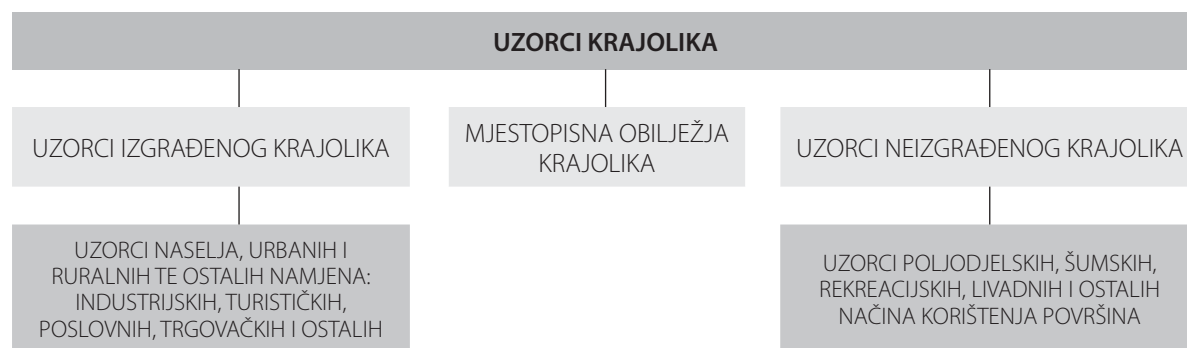 UZORCI KRAJOLIKA
UZORCI IZGRAĐENOG KRAJOLIKA
MJESTOPISNA OBILJEŽJA
KRAJOLIKA
UZORCI NEIZGRAĐENOG KRAJOLIKA
UZORCI NASELJA, URBANIH I
RURALNIH TE OSTALIH NAMJENA:
INDUSTRIJSKIH, TURISTIČKIH,
POSLOVNIH, TRGOVAČKIH I OSTALIH
UZORCI POLJODJELSKIH, ŠUMSKIH,
REKREACIJSKIH, LIVADNIH I OSTALIH
NAČINA KORIŠTENJA POVRŠINA